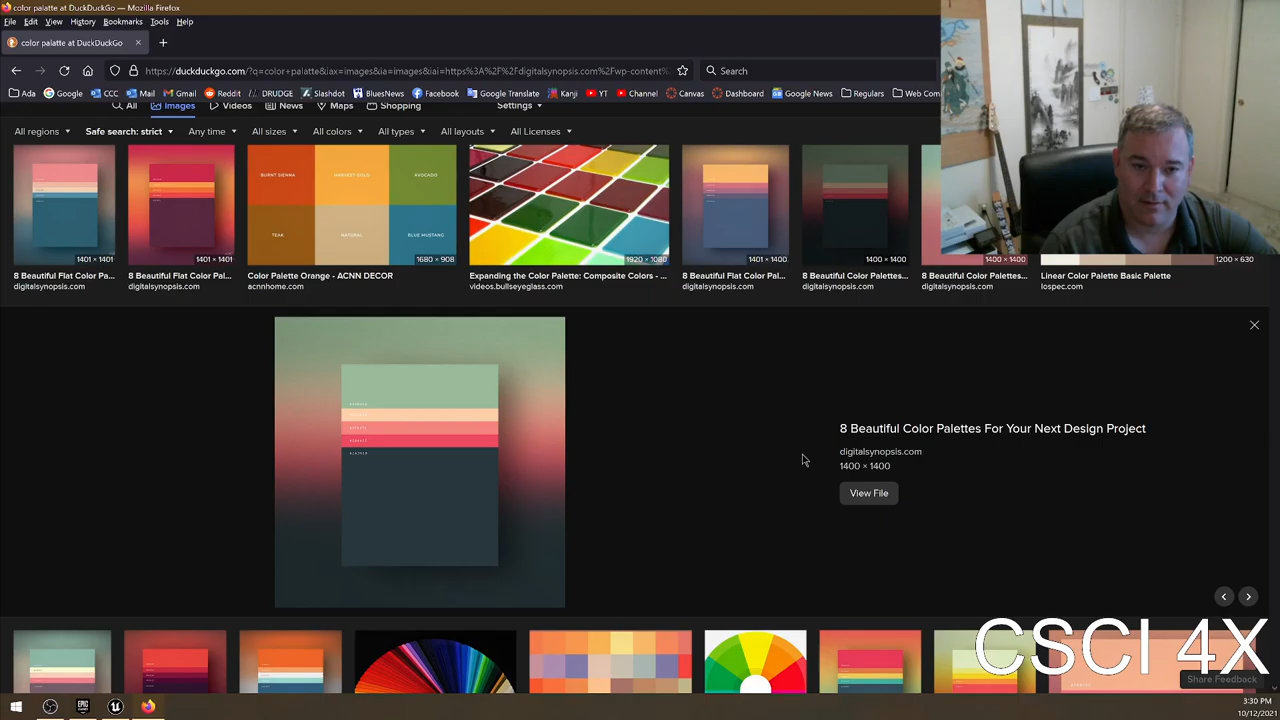 color palatte at DuckDuckGo — Mozilla Firefox
File Edit View History Bookmarks Tools Help
color palatte at DuckDuckGo
https://duckduckgo.com/?q=color+palatte&iax=images&ia=images&iai=https%3A%2F%2Fdigitalsynopsis.com%2Fwp-content
Search
Ada Google CCC Mail Gmail Reddit DRUDGE Slashdot BluesNews Facebook Google Translate Kanji YT Channel Canvas Dashboard Google News Regulars Web Com
All Images Videos News Maps Shopping Settings
All regions Safe search: strict Any time All sizes All colors All types All layouts All Licenses
BURNT SIENNA HARVEST GOLD AVOCADO
TEAK NATURAL BLUE MUSTANG
1401 × 1401 1401 × 1401 1680 × 908 1920 × 1080 1401 × 1400 1400 × 1400 1400 × 1400 1200 × 630
8 Beautiful Flat Color Pa... 8 Beautiful Flat Color Pal... Color Palette Orange - ACNN DECOR Expanding the Color Palette: Composite Colors - ... 8 Beautiful Flat Color Pal... 8 Beautiful Color Palettes... 8 Beautiful Color Palettes... Linear Color Palette Basic Palette
digitalsynopsis.com digitalsynopsis.com acnnhome.com videos.bullseyeglass.com digitalsynopsis.com digitalsynopsis.com digitalsynopsis.com lospec.com
8 Beautiful Color Palettes For Your Next Design Project
digitalsynopsis.com
1400 × 1400
View File
CSCI 4X
Share Feedback
EPIC
3:30 PM
10/12/2021